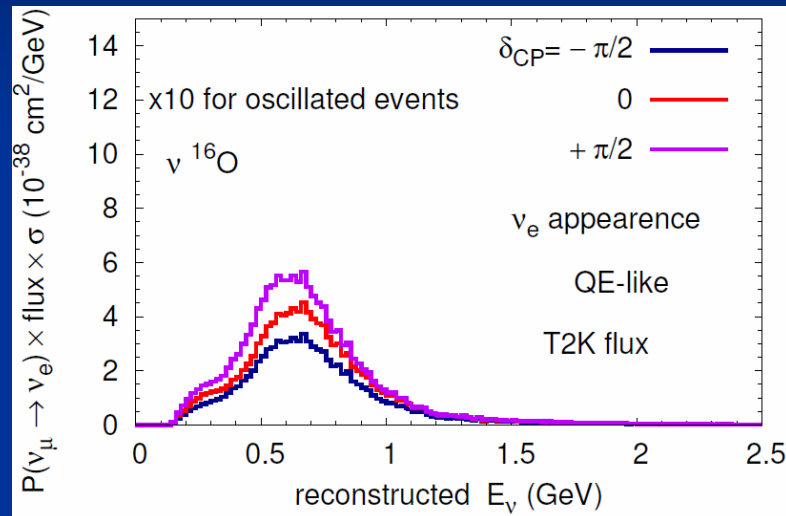 P(νμ → νe) × flux × σ (10⁻³⁸ cm²/GeV)
14
12
10
8
6
4
2
0
δCP= − π/2
0
+ π/2
x10 for oscillated events
ν ¹⁶O
νe appearence
QE-like
T2K flux
0 0.5 1 1.5 2 2.5
reconstructed Eν (GeV)